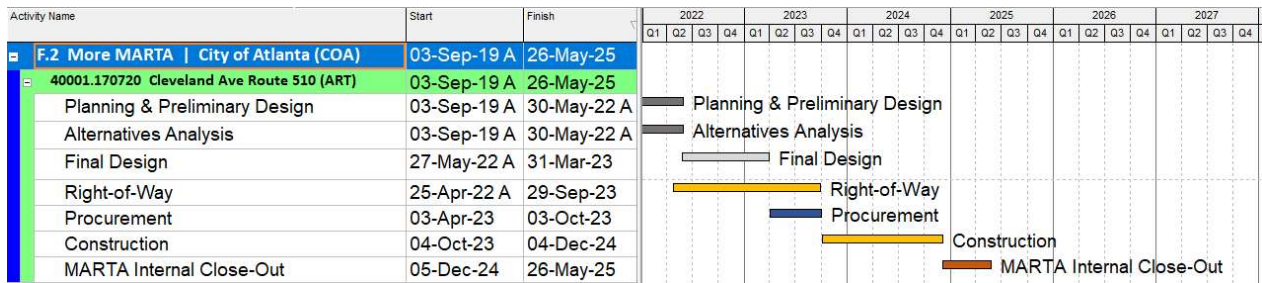 Activity Name Start Finish 2022 2023 2024 2025 2026 2027
Q1 Q2 Q3 Q4 Q1 Q2 Q3 Q4 Q1 Q2 Q3 Q4 Q1 Q2 Q3 Q4 Q1 Q2 Q3 Q4 Q1 Q2 Q3 Q4
F.2 More MARTA | City of Atlanta (COA) 03-Sep-19 A 26-May-25
40001.170720 Cleveland Ave Route 510 (ART) 03-Sep-19 A 26-May-25
Planning & Preliminary Design 03-Sep-19 A 30-May-22 A Planning & Preliminary Design
Alternatives Analysis 03-Sep-19 A 30-May-22 A Alternatives Analysis
Final Design 27-May-22 A 31-Mar-23 Final Design
Right-of-Way 25-Apr-22 A 29-Sep-23 Right-of-Way
Procurement 03-Apr-23 03-Oct-23 Procurement
Construction 04-Oct-23 04-Dec-24 Construction
MARTA Internal Close-Out 05-Dec-24 26-May-25 MARTA Internal Close-Out